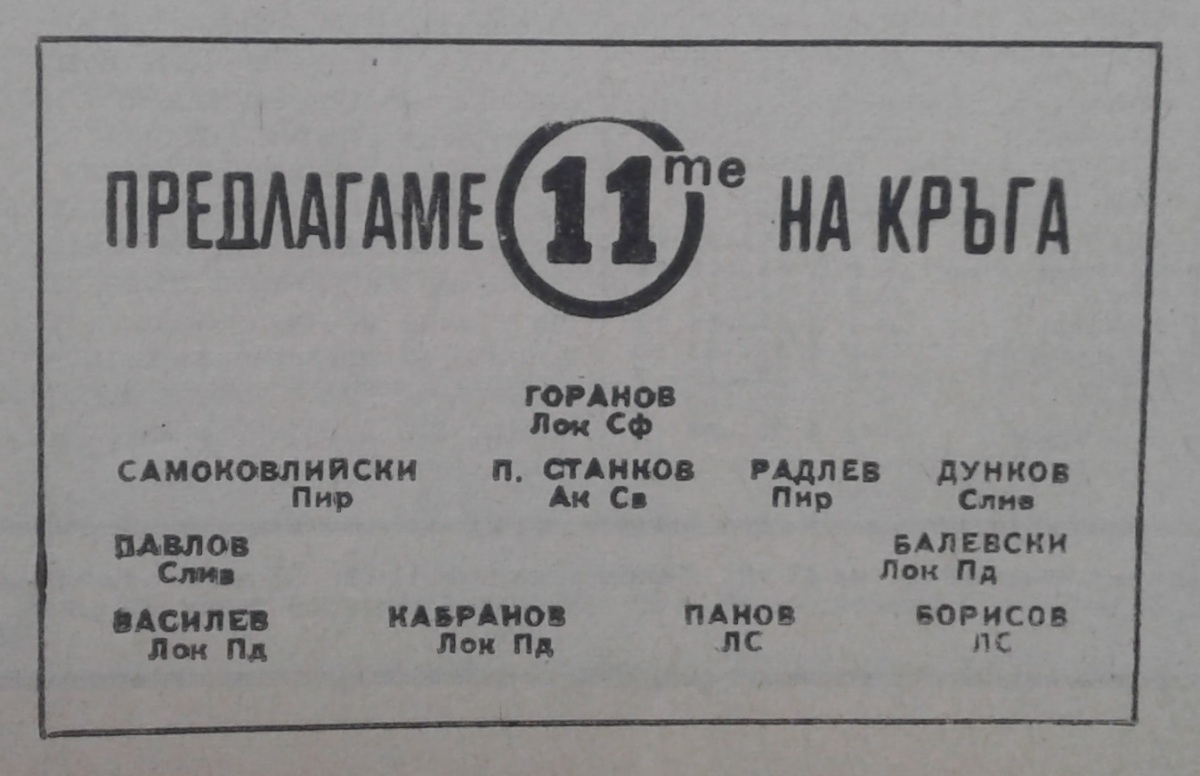 ПРЕДЛАГАМЕ 11те НА КРЪГА
ГОРАНОВ
Лок Сф
САМОКОВЛИЙСКИ П. СТАНКОВ РАДЛЕВ ДУНКОВ
Пир Ак Св Пир Слив
ПАВЛОВ БАЛЕВСКИ
Слив Лок Пд
ВАСИЛЕВ КАБРАНОВ ПАНОВ БОРИСОВ
Лок Пд Лок Пд ЛС ЛС